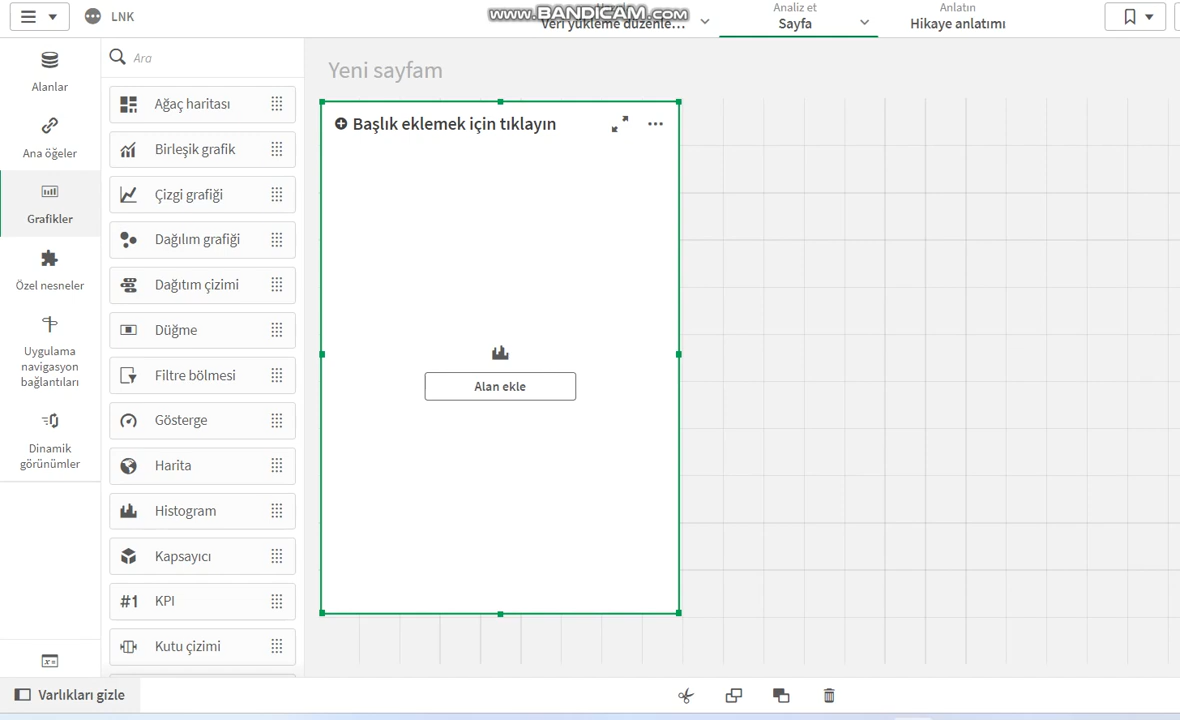 LNK
www.BANDICAM.com
Veri yükleme düzenle...
Analiz et
Sayfa
Anlatın
Hikaye anlatımı
Alanlar
Ana öğeler
Grafikler
Özel nesneler
Uygulama
navigasyon
bağlantıları
Dinamik
görünümler
Ara
Ağaç haritası
Birleşik grafik
Çizgi grafiği
Dağılım grafiği
Dağıtım çizimi
Düğme
Filtre bölmesi
Gösterge
Harita
Histogram
Kapsayıcı
#1 KPI
Kutu çizimi
Yeni sayfam
Başlık eklemek için tıklayın
Alan ekle
Varlıkları gizle